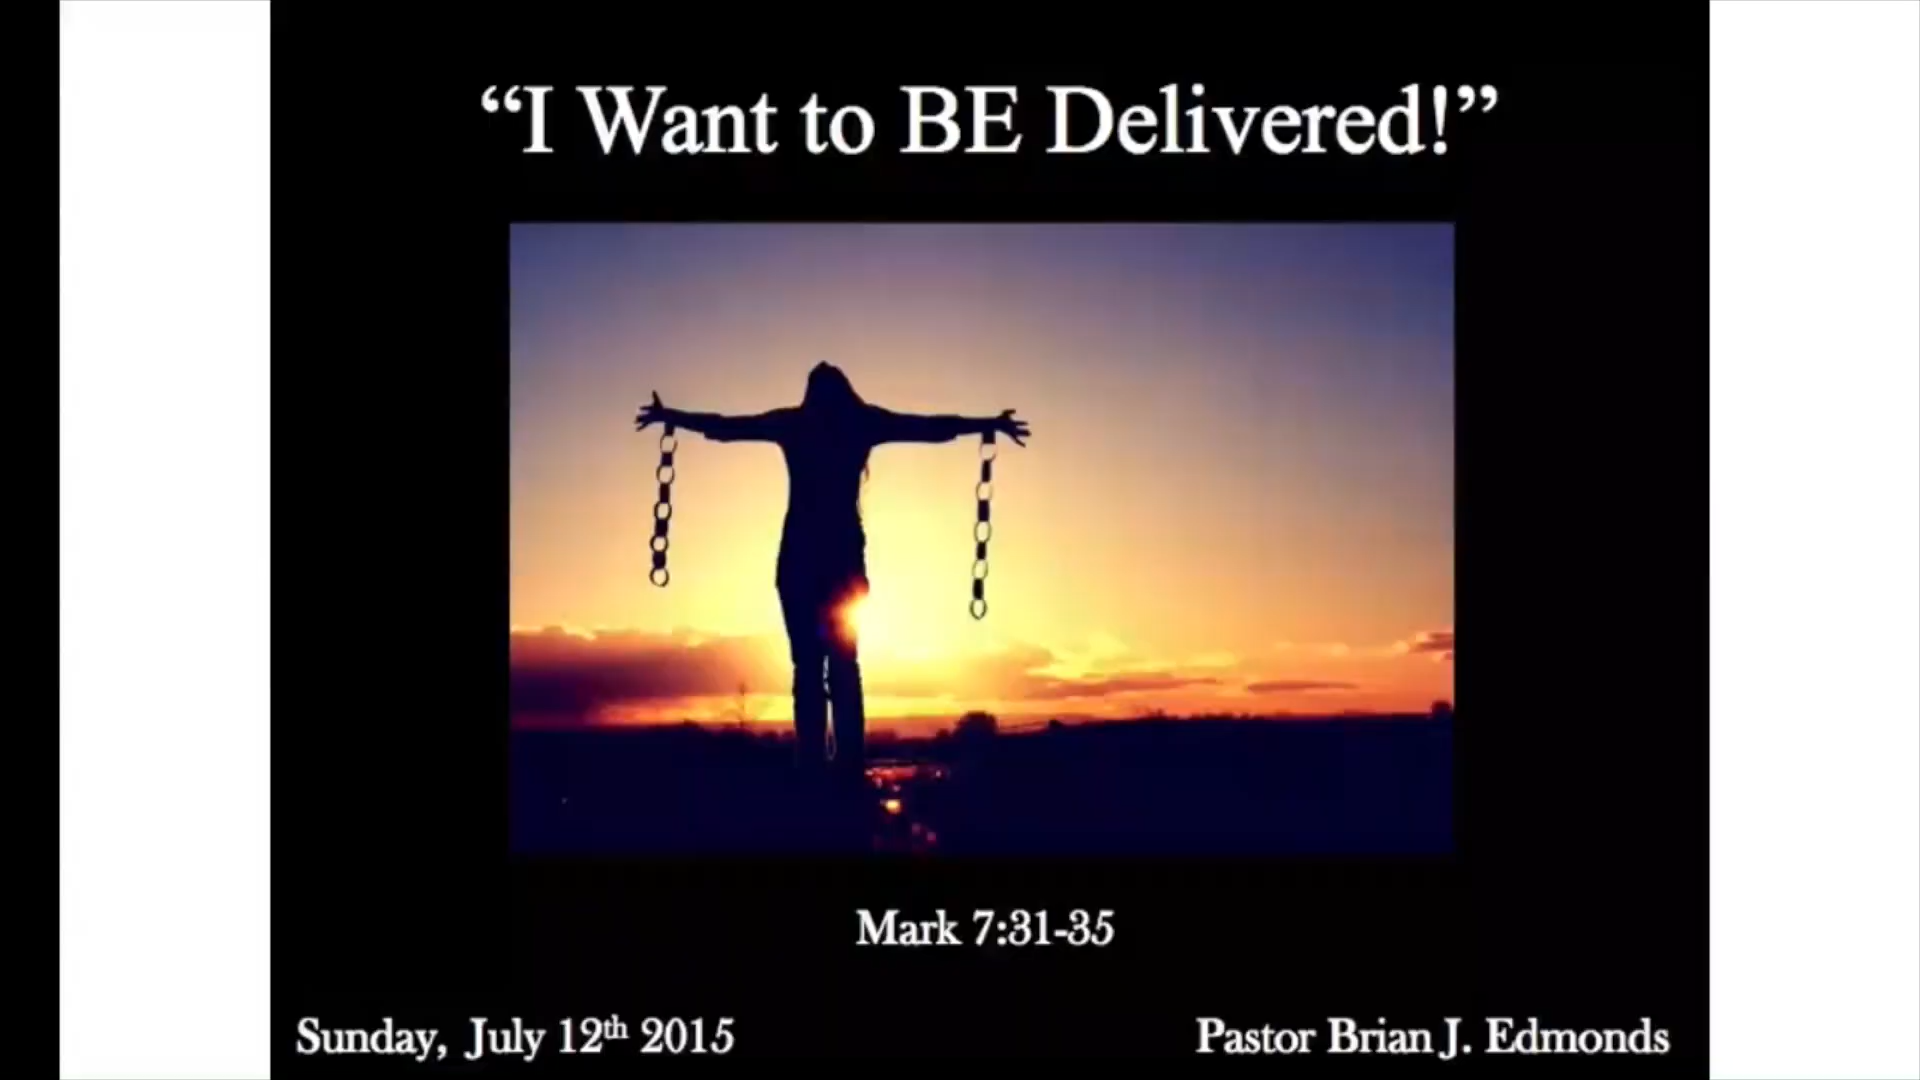 “I Want to BE Delivered!”
Mark 7:31-35
Sunday, July 12th 2015
Pastor Brian J. Edmonds